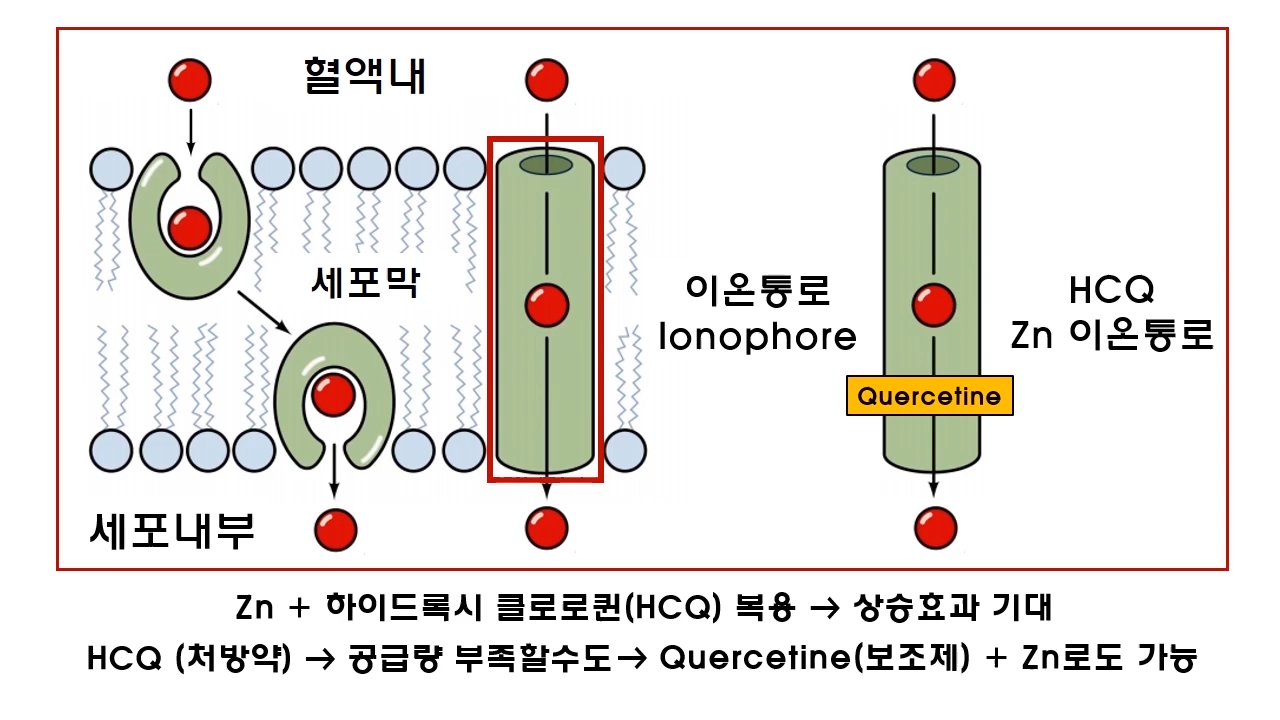 혈액내
세포막
이온통로
Ionophore
HCQ
Zn 이온통로
Quercetine
세포내부
Zn + 하이드록시 클로로퀸(HCQ) 복용 → 상승효과 기대
HCQ (처방약) → 공급량 부족할수도→ Quercetine(보조제) + Zn로도 가능